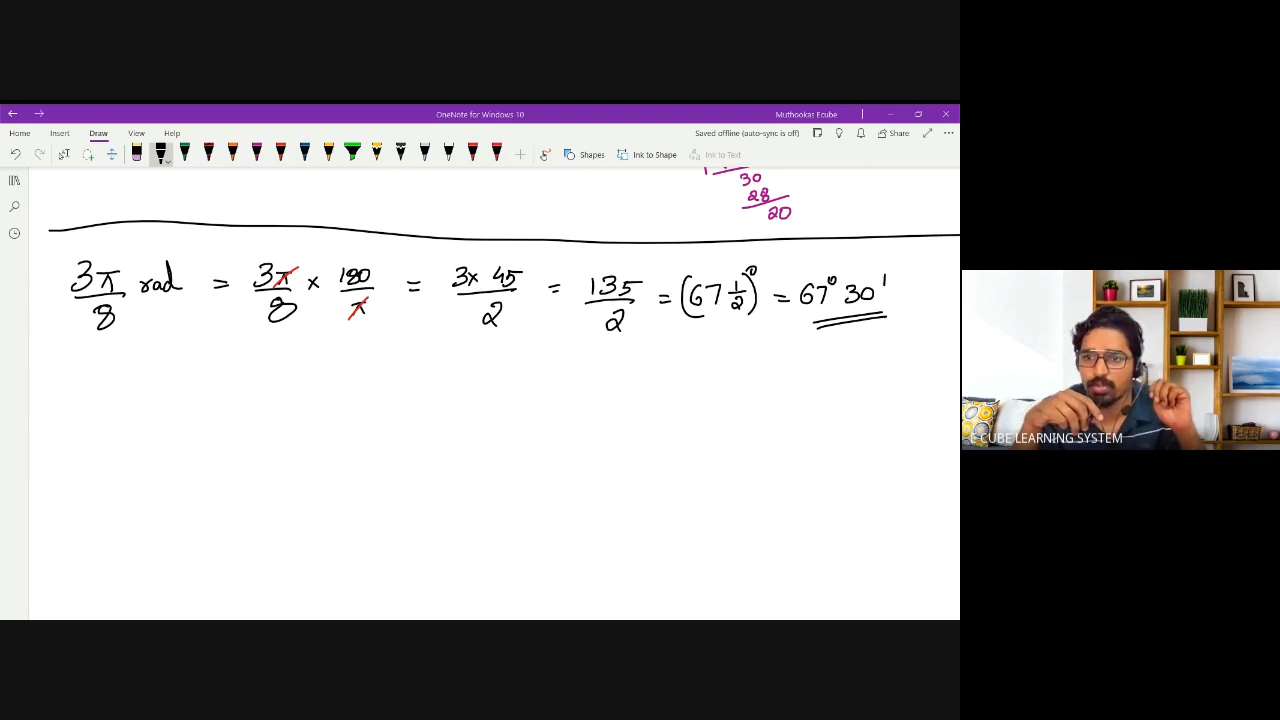 OneNote for Windows 10
Muthookas Ecube
Home Insert Draw View Help
Saved offline (auto-sync is off)
Share
Shapes
Ink to Shape
Ink to Text
30
28
20
3π/8 rad = 3π/8 × 180/π = 3×45/2 = 135/2 = (67 1/2)° = 67° 30'
E CUBE LEARNING SYSTEM